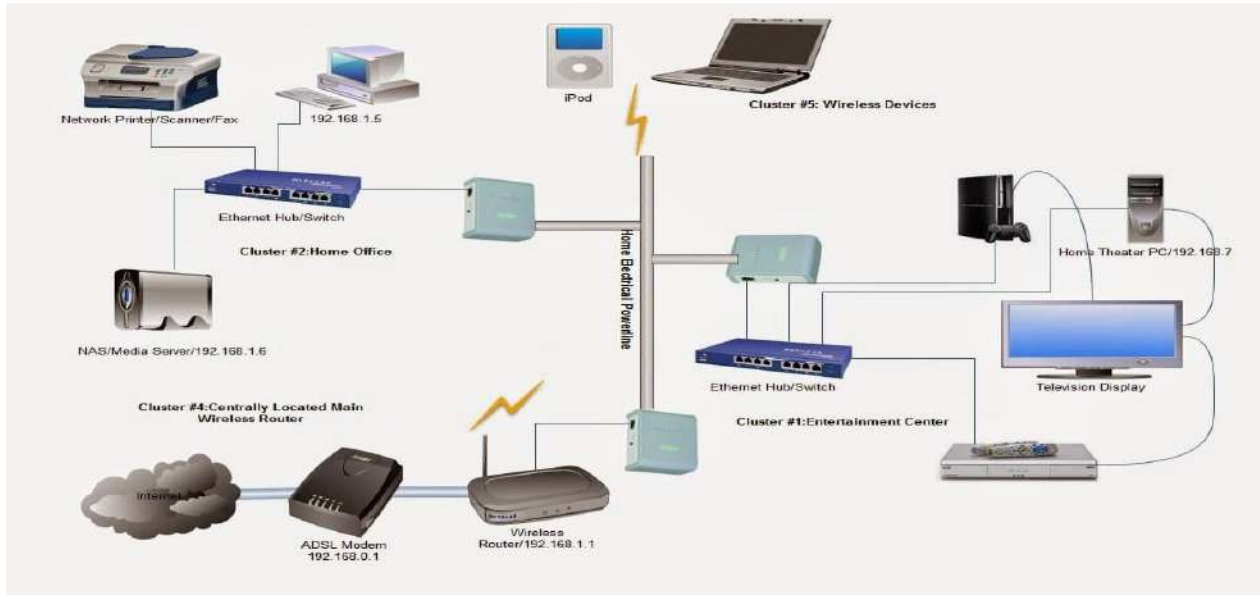 iPod
Cluster #5: Wireless Devices
Network Printer/Scanner/Fax
192.168.1.5
Ethernet Hub/Switch
Cluster #2:Home Office
Home Electrical Powerline
Home Theater PC/192.168.7
NAS/Media Server/192.168.1.6
Ethernet Hub/Switch
Television Display
Cluster #4:Centrally Located Main
Wireless Router
Cluster #1:Entertainment Center
Internet
ADSL Modem
192.168.0.1
Wireless
Router/192.168.1.1